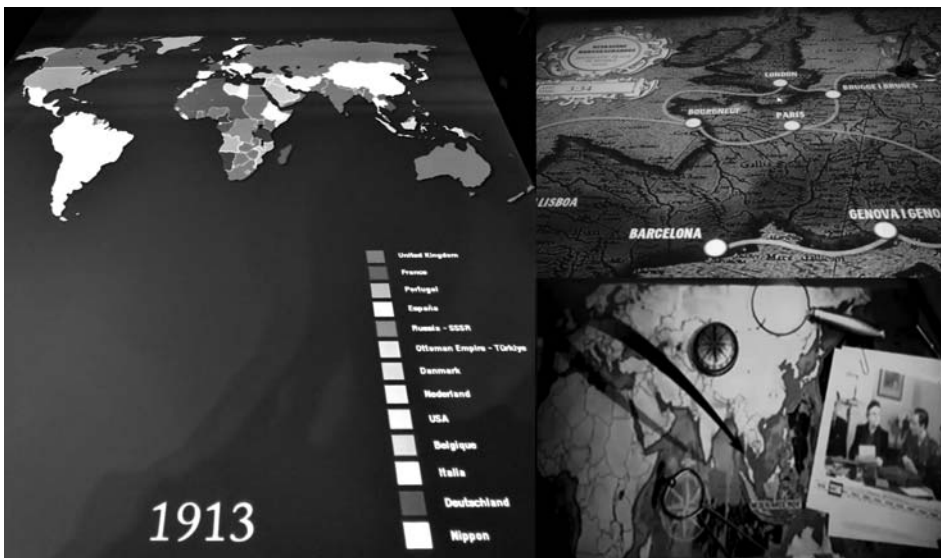 United Kingdom
France
Portugal
España
Russia - SSSR
Ottoman Empire - Türkiye
Danmark
Nederland
USA
Belgique
Italia
Deutschland
Nippon
1913
LONDON
BRUGGE | BRUGES
BOURGNEUF
PARIS
LISBOA
BARCELONA
GENOVA | GENO